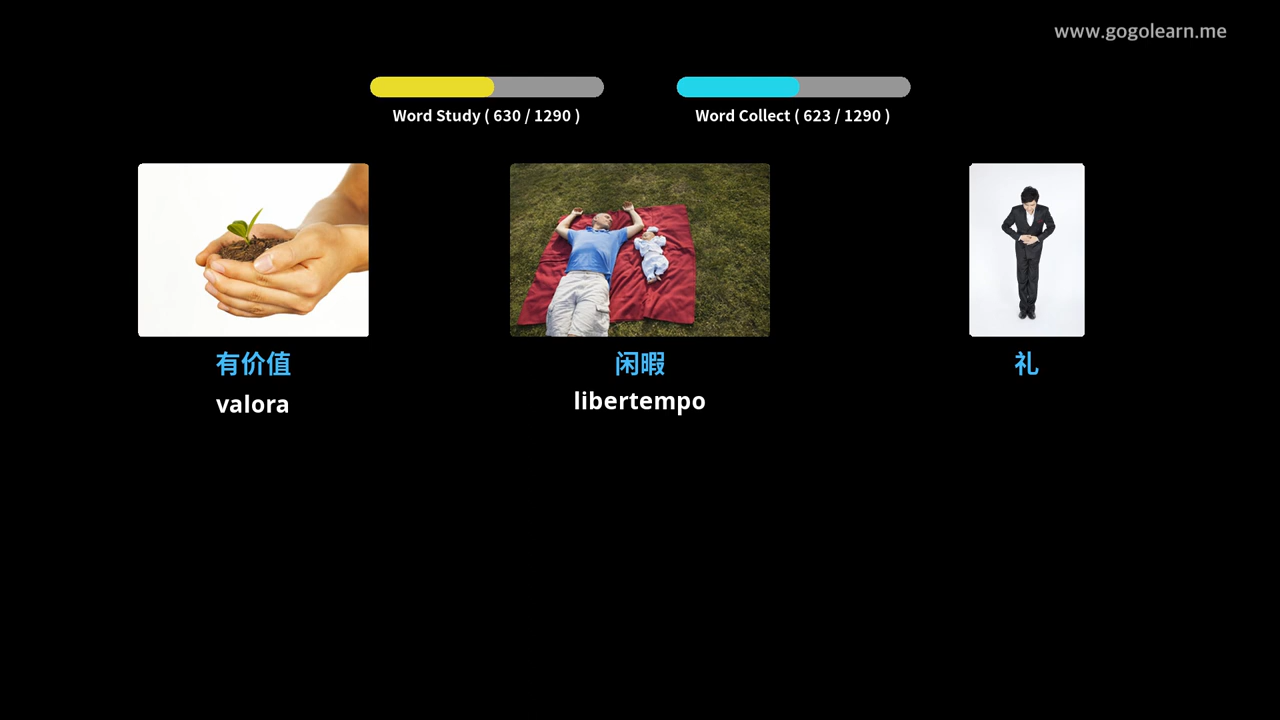 www.gogolearn.me
Word Study ( 630 / 1290 )
Word Collect ( 623 / 1290 )
有价值
闲暇
礼
valora
libertempo